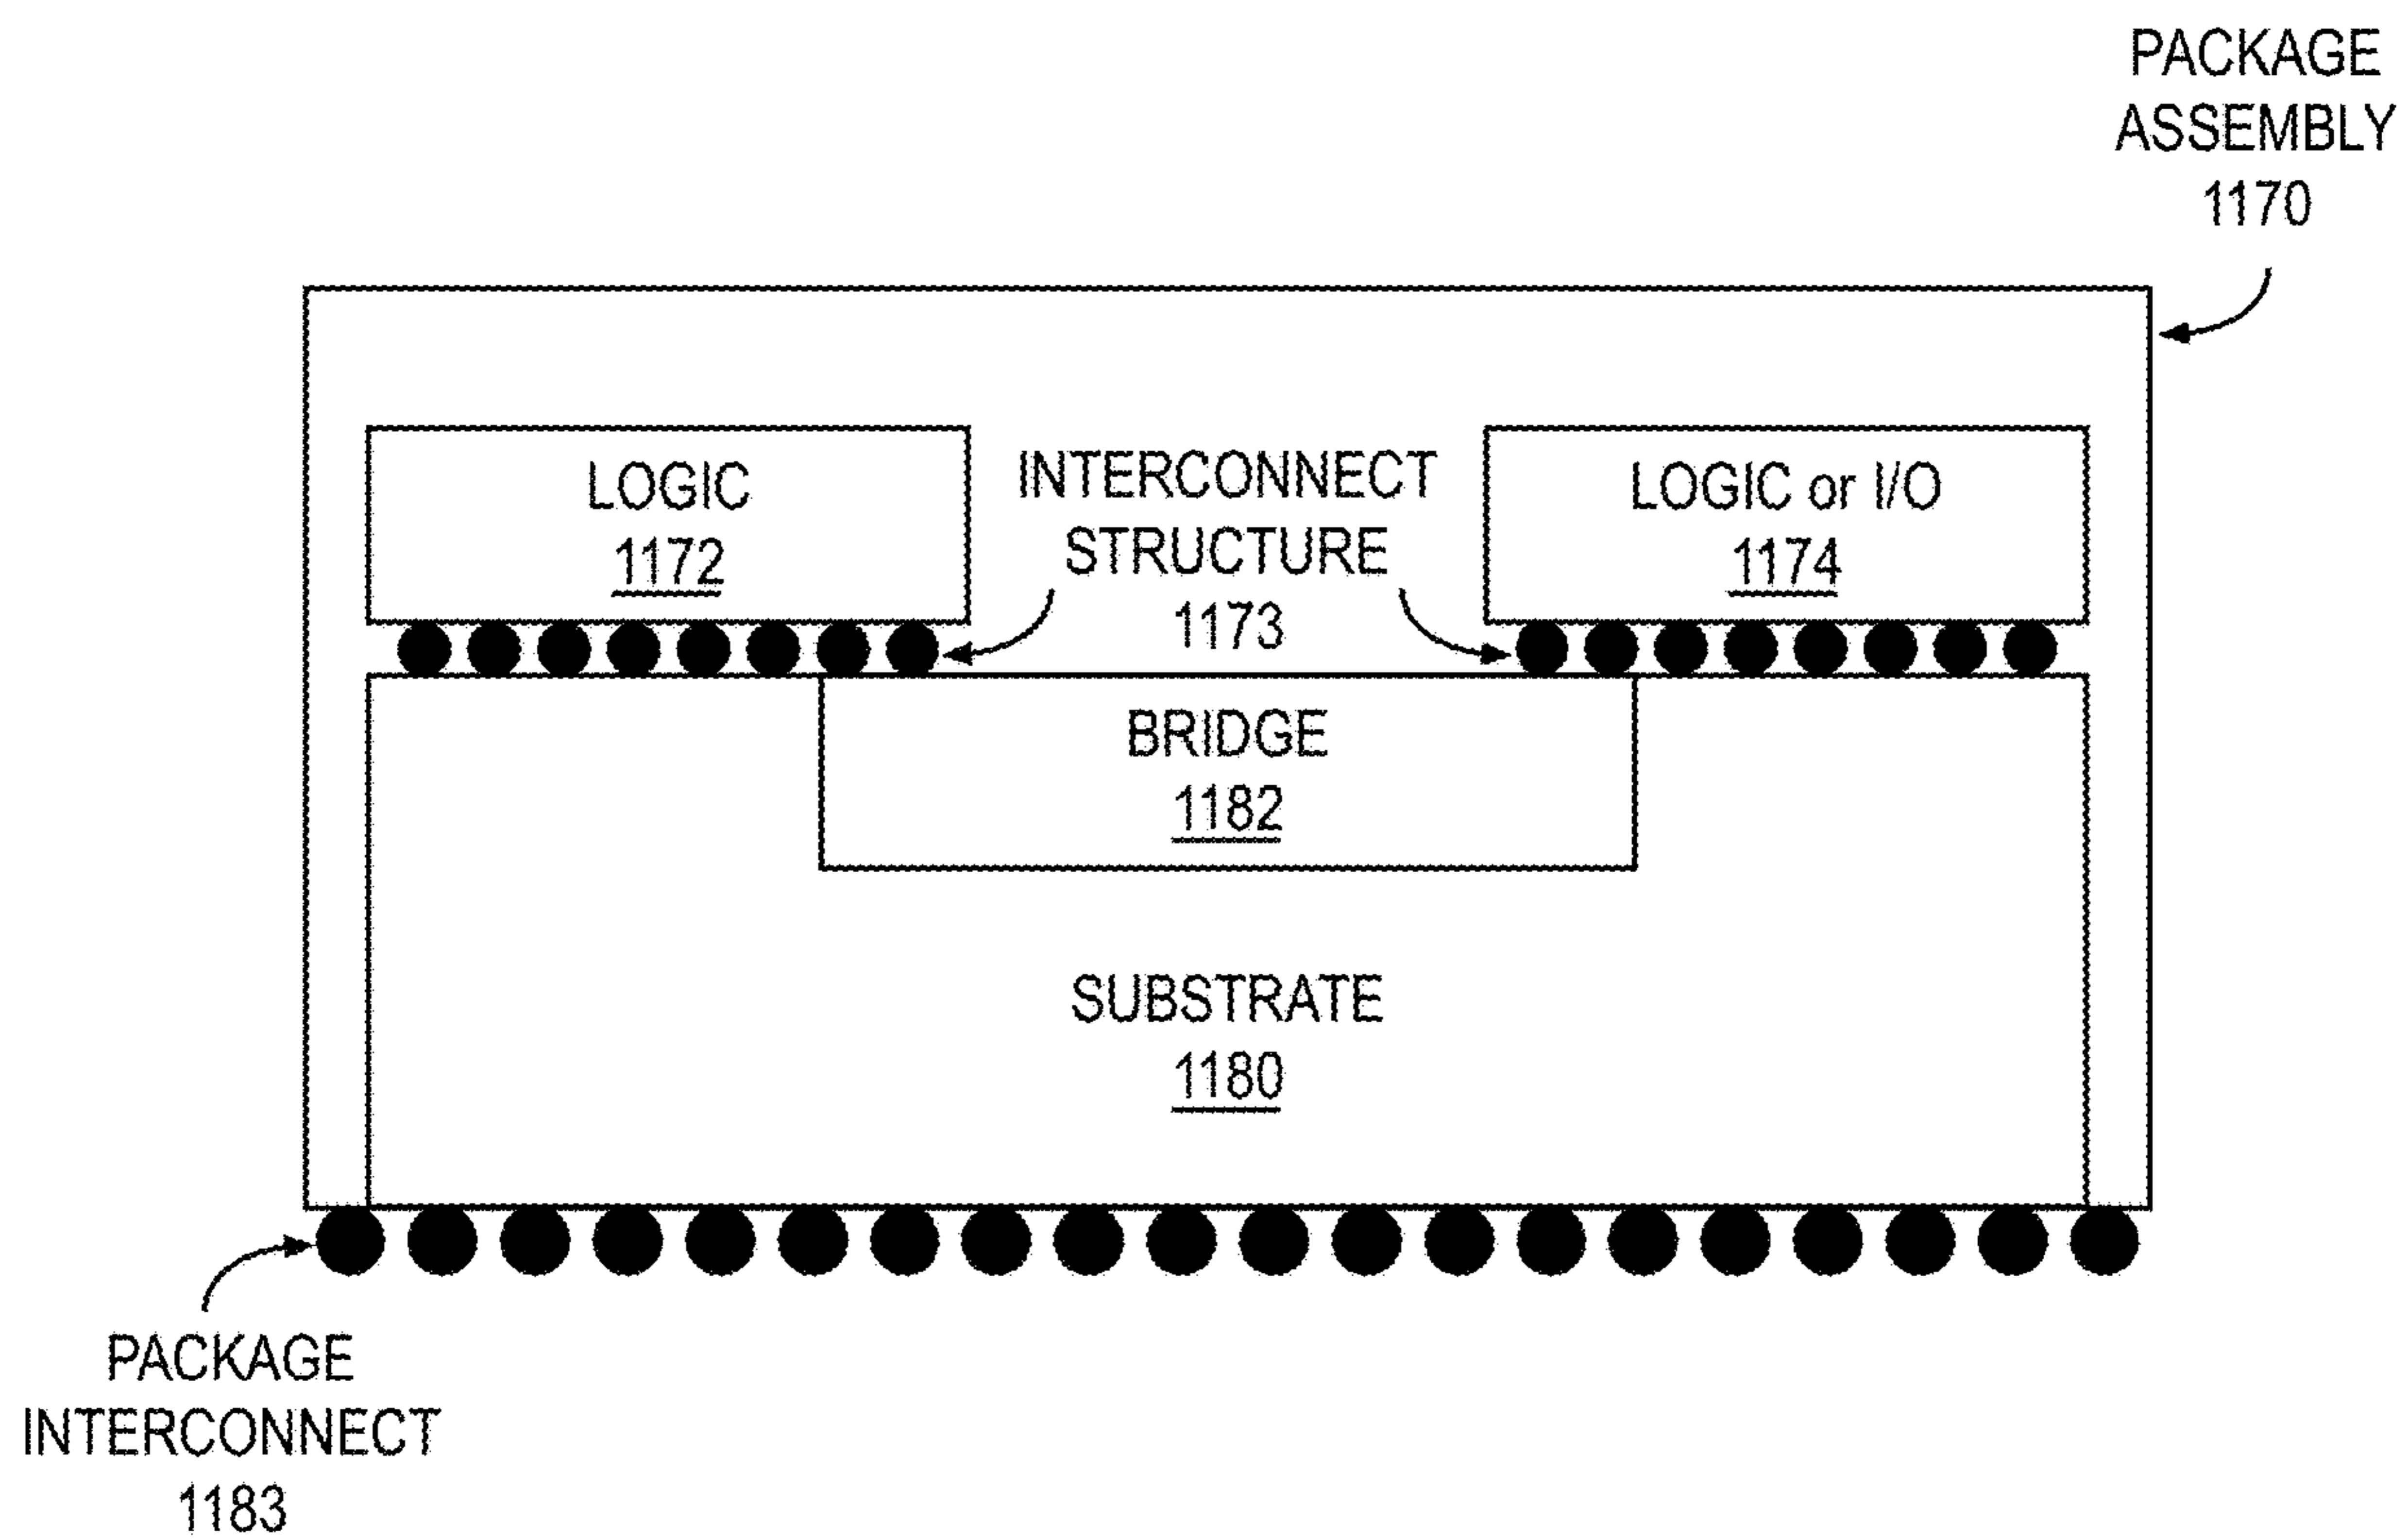 PACKAGE
ASSEMBLY
1170
LOGIC
1172
INTERCONNECT
STRUCTURE
1173
LOGIC or I/O
1174
BRIDGE
1182
SUBSTRATE
1180
PACKAGE
INTERCONNECT
1183